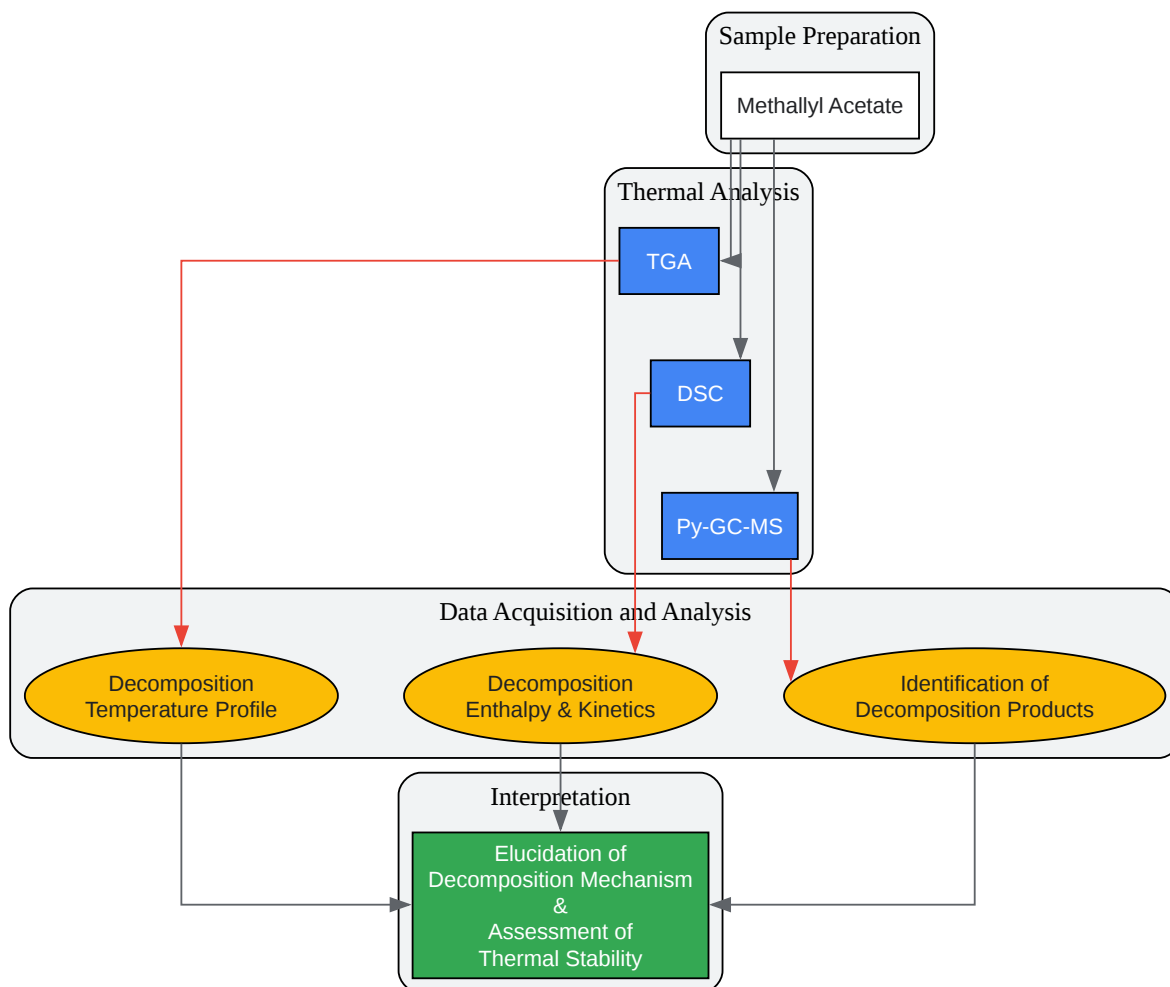 Sample Preparation
Methallyl Acetate
Thermal Analysis
TGA
DSC
Py-GC-MS
Data Acquisition and Analysis
Decomposition
Temperature Profile
Decomposition
Enthalpy & Kinetics
Identification of
Decomposition Products
Interpretation
Elucidation of
Decomposition Mechanism
&
Assessment of
Thermal Stability